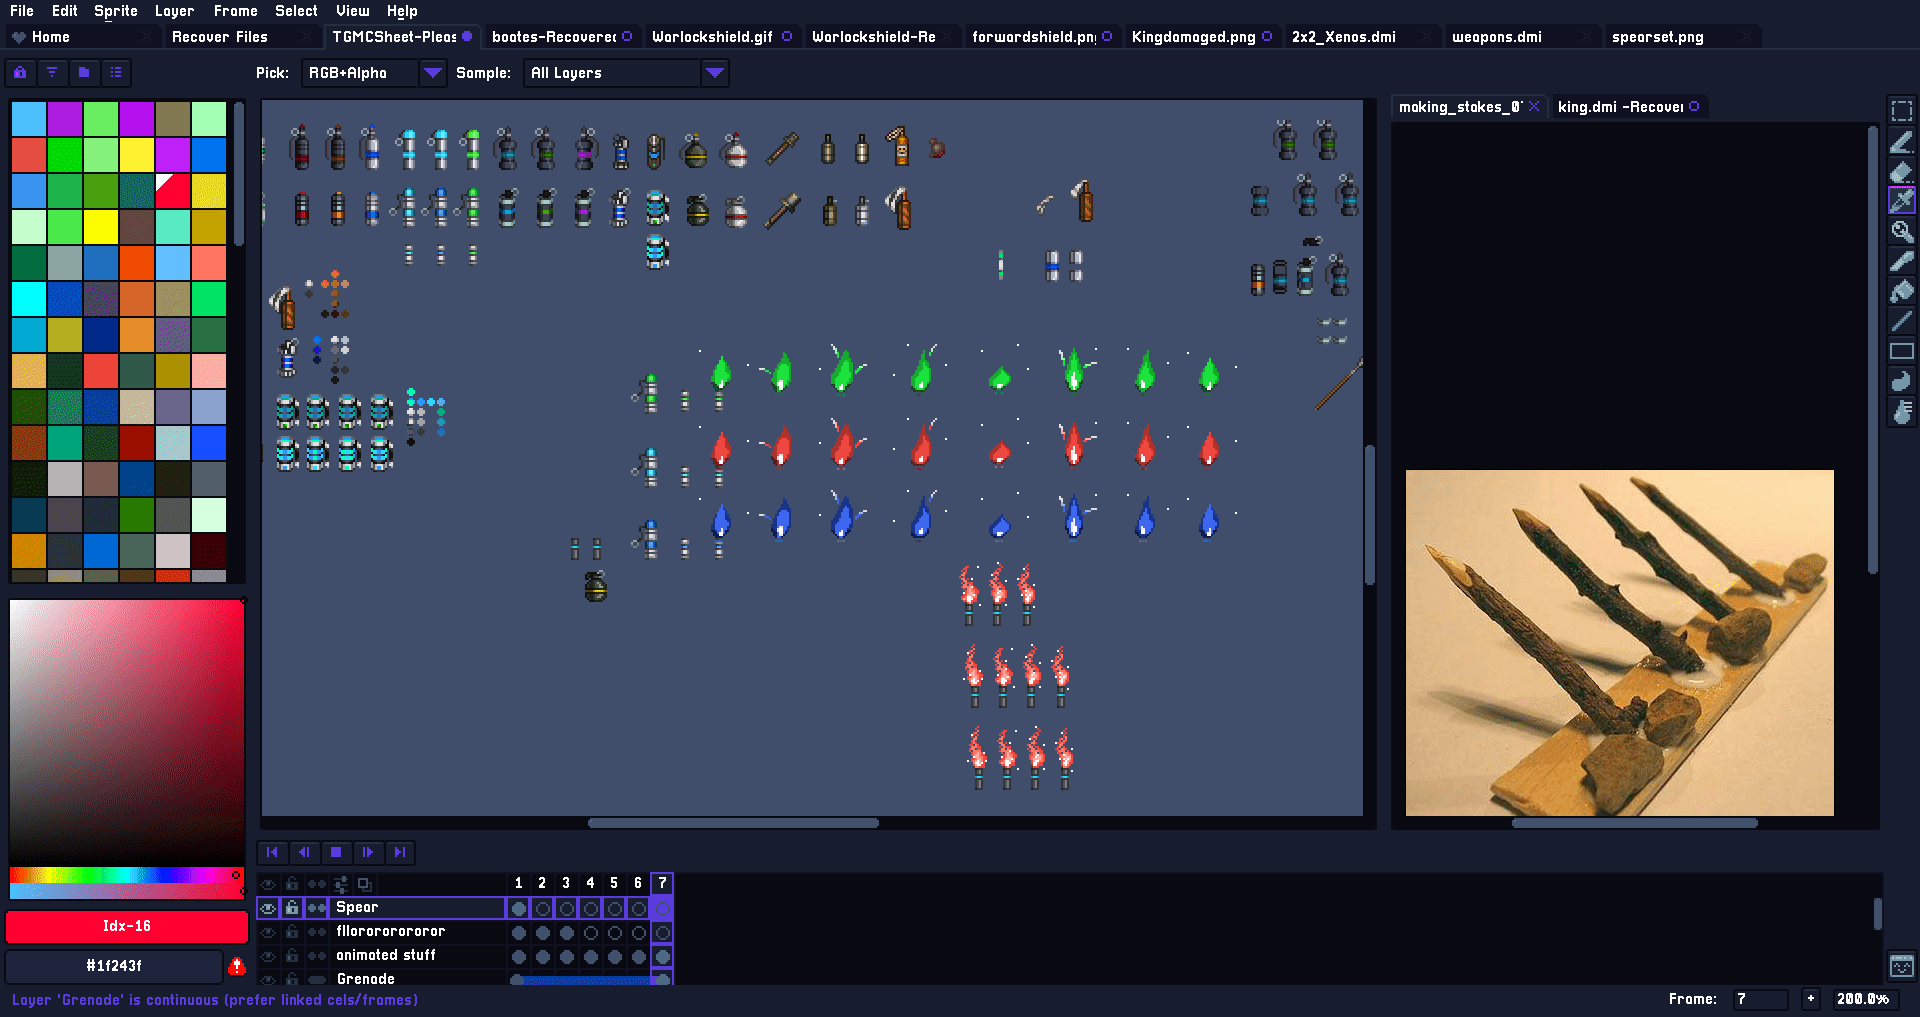 File Edit Sprite Layer Frame Select View Help
Home Recover Files TGMCSheet-Pleas boates-Recovered Warlockshield.gif Warlockshield-Re forwardshield.png Kingdamaged.png 2x2_Xenos.dmi weapons.dmi spearset.png
Pick: RGB+Alpha Sample: All Layers
making_stakes_0 king.dmi -Recover
1 2 3 4 5 6 7
Spear
fllorororororor
animated stuff
Grenade
Idx-16
#1f243f
Layer 'Grenade' is continuous (prefer linked cels/frames)
Frame: 7 + 200.0%